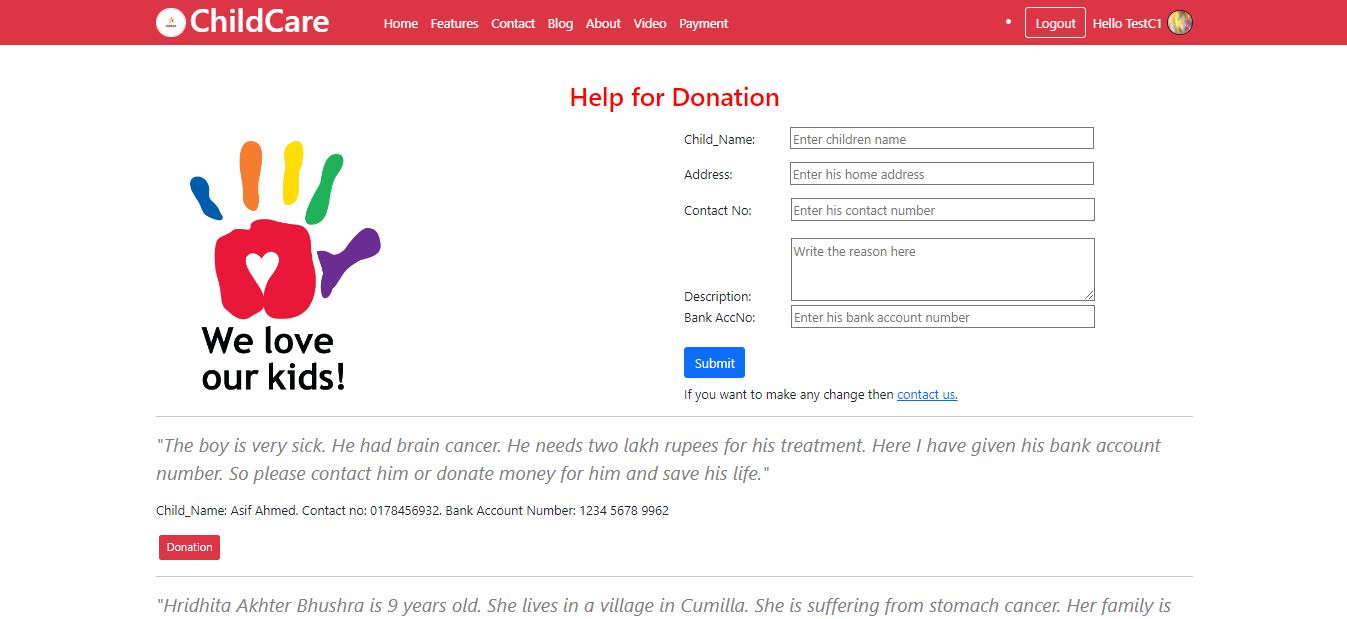 ChildCare
Home Features Contact Blog About Video Payment
Logout Hello TestC1
Help for Donation
Child_Name: Enter children name
Address: Enter his home address
Contact No: Enter his contact number
Write the reason here
Description:
Bank AccNo: Enter his bank account number
Submit
If you want to make any change then contact us.
We love
our kids!
"The boy is very sick. He had brain cancer. He needs two lakh rupees for his treatment. Here I have given his bank account
number. So please contact him or donate money for him and save his life."
Child_Name: Asif Ahmed. Contact no: 0178456932. Bank Account Number: 1234 5678 9962
Donation
"Hridhita Akhter Bhushra is 9 years old. She lives in a village in Cumilla. She is suffering from stomach cancer. Her family is